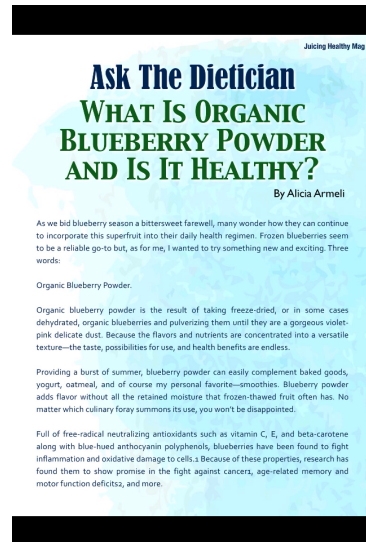 Juicing Healthy Mag
Ask The Dietician
What Is Organic
Blueberry Powder
and Is It Healthy?
By Alicia Armeli
As we bid blueberry season a bittersweet farewell, many wonder how they can continue
to incorporate this superfruit into their daily health regimen. Frozen blueberries seem
to be a reliable go-to but, as for me, I wanted to try something new and exciting. Three
words:
Organic Blueberry Powder.
Organic blueberry powder is the result of taking freeze-dried, or in some cases
dehydrated, organic blueberries and pulverizing them until they are a gorgeous violet-
pink delicate dust. Because the flavors and nutrients are concentrated into a versatile
texture—the taste, possibilities for use, and health benefits are endless.
Providing a burst of summer, blueberry powder can easily complement baked goods,
yogurt, oatmeal, and of course my personal favorite—smoothies. Blueberry powder
adds flavor without all the retained moisture that frozen-thawed fruit often has. No
matter which culinary foray summons its use, you won't be disappointed.
Full of free-radical neutralizing antioxidants such as vitamin C, E, and beta-carotene
along with blue-hued anthocyanin polyphenols, blueberries have been found to fight
inflammation and oxidative damage to cells.1 Because of these properties, research has
found them to show promise in the fight against cancer1, age-related memory and
motor function deficits2, and more.